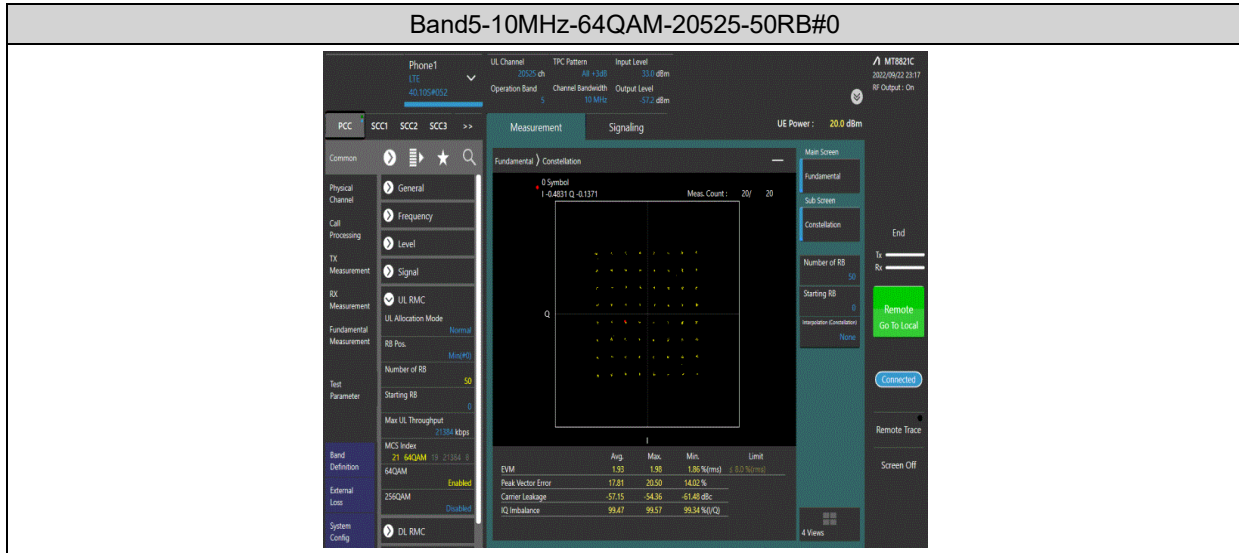 Band5-10MHz-64QAM-20525-50RB#0
Phone1
LTE
40.105#052
UL Channel TPC Pattern Input Level
20525 ch All +3dB 33.0 dBm
Operation Band Channel Bandwidth Output Level
5 10 MHz -57.2 dBm
MT8821C
2022/09/22 23:17
RF Output : On
PCC SCC1 SCC2 SCC3 >>
Measurement Signaling
UE Power : 20.0 dBm
Common
Physical
Channel
Call
Processing
TX
Measurement
RX
Measurement
Fundamental
Measurement
Test
Parameter
Band
Definition
External
Loss
System
Config
General
Frequency
Level
Signal
UL RMC
UL Allocation Mode
Normal
RB Pos.
Min(#0)
Number of RB
50
Starting RB
0
Max UL Throughput
21384 kbps
MCS Index
21 64QAM 19 21384 8
64QAM
Enabled
256QAM
Disabled
DL RMC
Fundamental Constellation
0 Symbol
I -0.4831 Q -0.1371 Meas. Count : 20/ 20
Q
I
Avg. Max. Min. Limit
EVM 1.93 1.98 1.86 %(rms) ≤ 8.0 %(rms)
Peak Vector Error 17.81 20.50 14.02 %
Carrier Leakage -57.15 -54.36 -61.48 dBc
IQ Imbalance 99.47 99.57 99.34 %(I/Q)
Main Screen
Fundamental
Sub Screen
Constellation
Number of RB
50
Starting RB
0
Interpolation (Constellation)
None
4 Views
End
Tx
Rx
Remote
Go To Local
Connected
Remote Trace
Screen Off